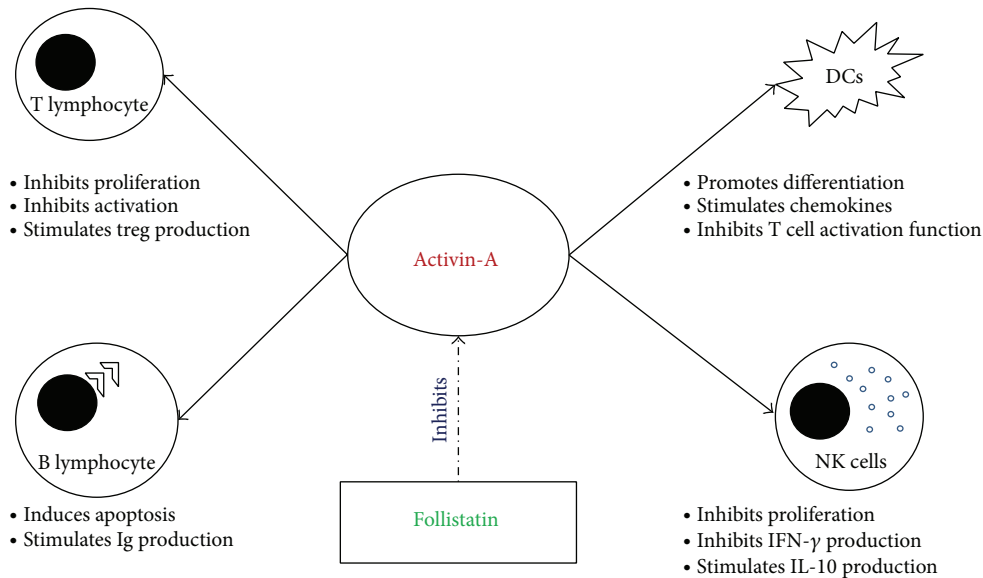 T lymphocyte
• Inhibits proliferation
• Inhibits activation
• Stimulates treg production
DCs
• Promotes differentiation
• Stimulates chemokines
• Inhibits T cell activation function
Activin-A
Inhibits
Follistatin
B lymphocyte
• Induces apoptosis
• Stimulates Ig production
NK cells
• Inhibits proliferation
• Inhibits IFN-γ production
• Stimulates IL-10 production